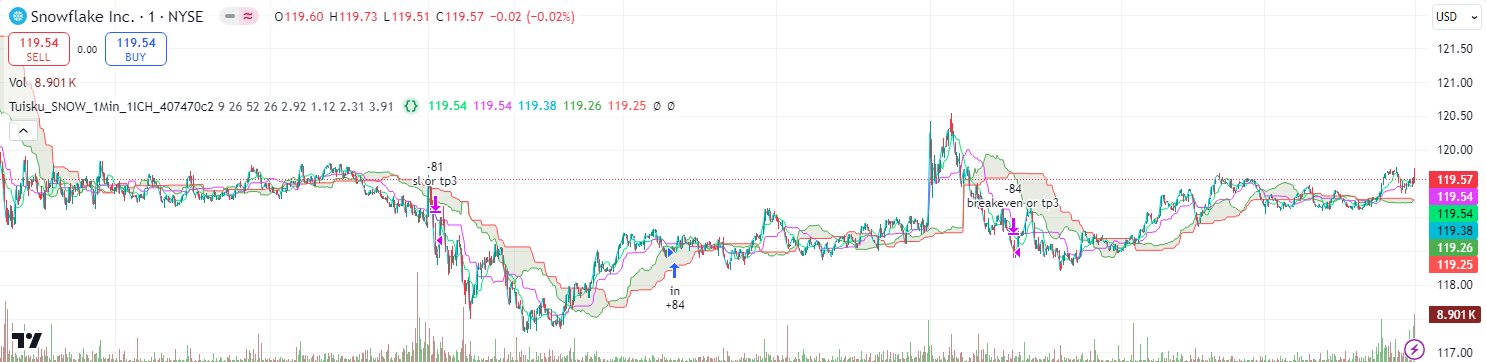 Snowflake Inc. · 1 · NYSE O119.60 H119.73 L119.51 C119.57 −0.02 (−0.02%)
USD
119.54 SELL
0.00
119.54 BUY
Vol 8.901 K
Tuisku_SNOW_1Min_1ICH_407470c2 9 26 52 26 2.92 1.12 2.31 3.91 {} 119.54 119.54 119.38 119.26 119.25 Ø Ø
-81
sl or tp3
in
+84
-84
breakeven or tp3
121.50
121.00
120.50
120.00
119.57
119.54
119.54
119.38
119.26
119.25
118.00
8.901 K
117.00